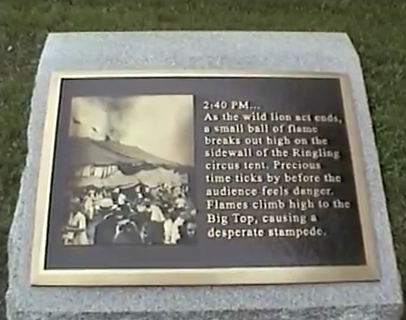 2:40 PM...
As the wild lion act ends,
a small ball of flame
breaks out high on the
sidewall of the Ringling
circus tent. Precious
time ticks by before the
audience feels danger.
Flames climb high to the
Big Top, causing a
desperate stampede.